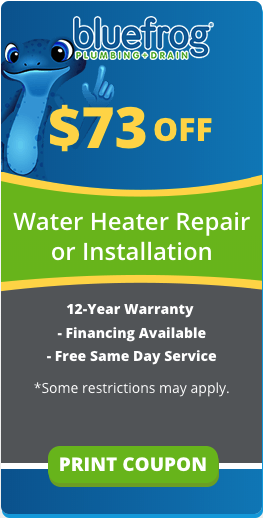 bluefrog®
PLUMBING + DRAIN
$73 OFF
Water Heater Repair
or Installation
12-Year Warranty
- Financing Available
- Free Same Day Service
*Some restrictions may apply.
PRINT COUPON